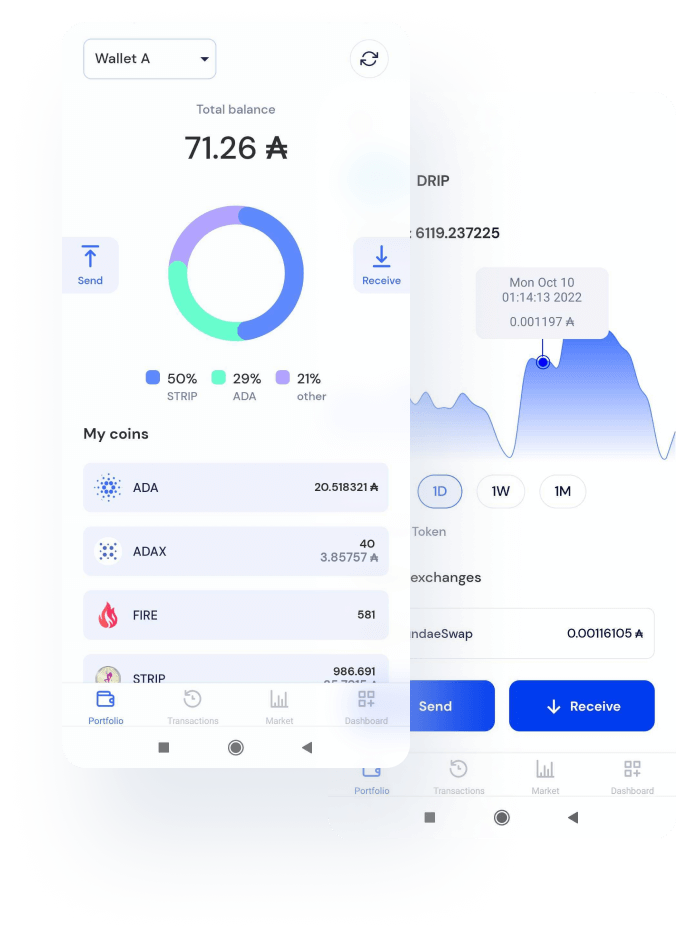 Wallet A
Total balance
71.26 ₳
Send
Receive
50% 29% 21%
STRIP ADA other
My coins
ADA 20.518321 ₳
ADAX 40
3.85757 ₳
FIRE 581
STRIP 986.691
Portfolio Transactions Market Dashboard
DRIP
: 6119.237225
Mon Oct 10
01:14:13 2022
0.001197 ₳
1D 1W 1M
Token
exchanges
ndaeSwap 0.00116105 ₳
Send Receive
Portfolio Transactions Market Dashboard